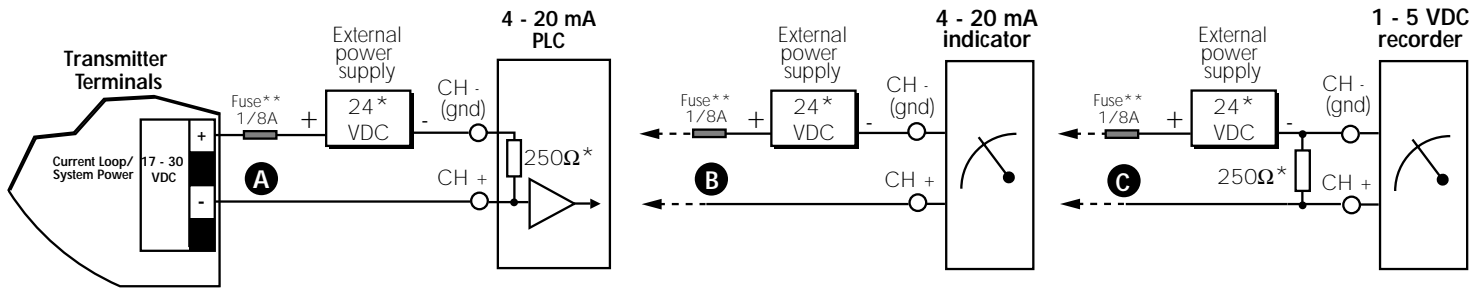 Transmitter
Terminals
Current Loop/
System Power
17 - 30
VDC
+
-
Fuse**
1/8A
+
External
power
supply
24*
VDC
-
CH -
(gnd)
4 - 20 mA
PLC
250Ω*
CH +
A
Fuse**
1/8A
+
External
power
supply
24*
VDC
-
CH -
(gnd)
4 - 20 mA
indicator
CH +
B
Fuse**
1/8A
+
External
power
supply
24*
VDC
-
CH -
(gnd)
1 - 5 VDC
recorder
250Ω*
CH +
C